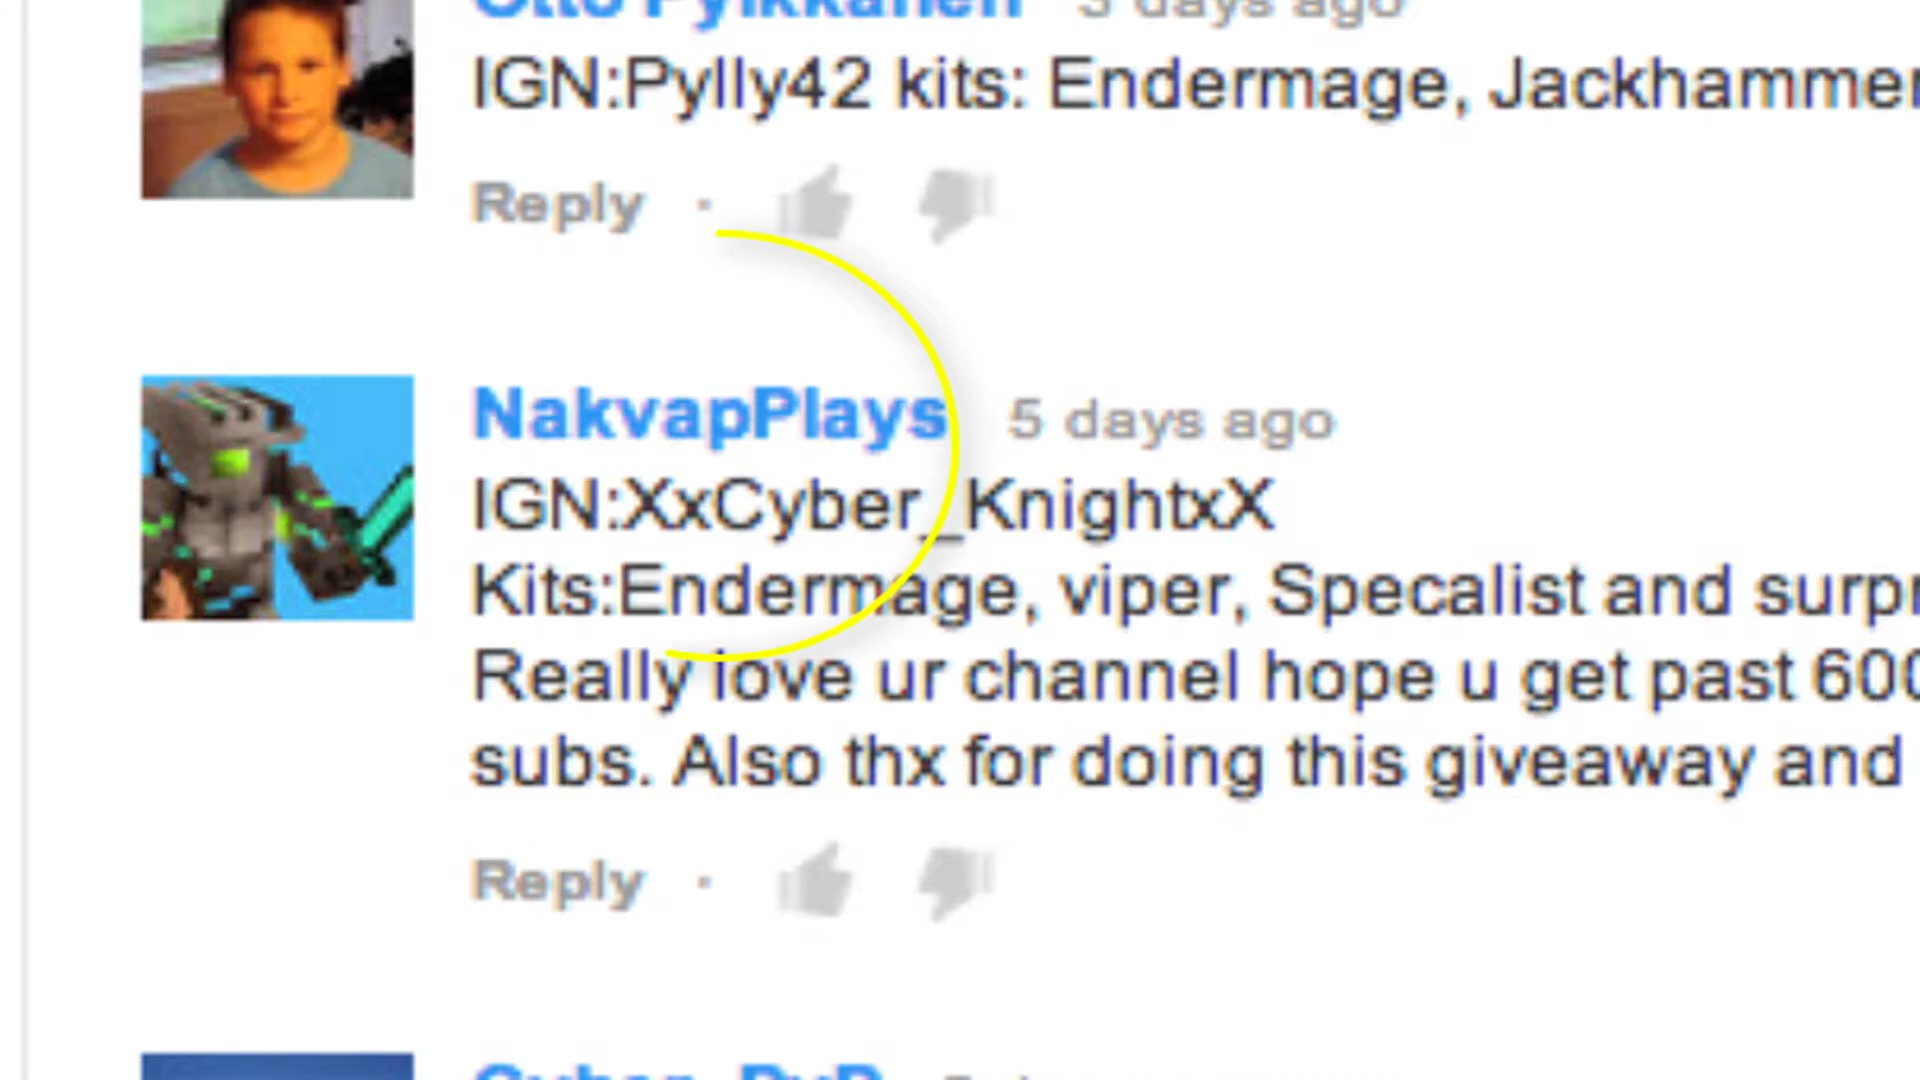 Otto Pylkkänen 3 days ago
IGN:Pylly42 kits: Endermage, Jackhammer
Reply ·
NakvapPlays 5 days ago
IGN:XxCyber_KnightxX
Kits:Endermage, viper, Specalist and surpr
Really love ur channel hope u get past 600
subs. Also thx for doing this giveaway and
Reply ·